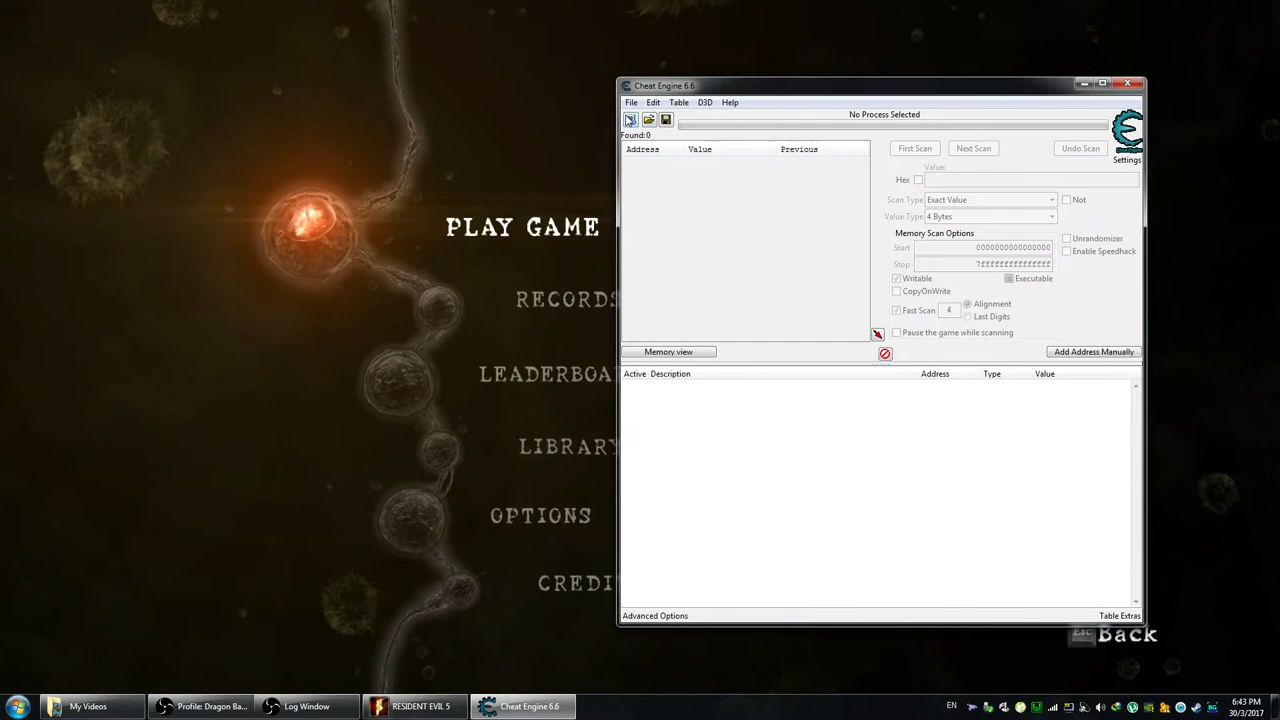 PLAY GAME
RECORDS
LEADERBOA
LIBRARY
OPTIONS
CREDI
Esc Back
Cheat Engine 6.6
File Edit Table D3D Help
No Process Selected
Found:0
Address Value Previous
First Scan Next Scan Undo Scan
Settings
Value:
Hex
Scan Type Exact Value Not
Value Type 4 Bytes
Memory Scan Options
Start 0000000000000000
Stop 7fffffffffffffff
Unrandomizer
Enable Speedhack
Writable Executable
CopyOnWrite
Fast Scan 4 Alignment
Last Digits
Pause the game while scanning
Memory view Add Address Manually
Active Description Address Type Value
Advanced Options Table Extras
My Videos Profile: Dragon Ba... Log Window RESIDENT EVIL 5 Cheat Engine 6.6
EN
6:43 PM
30/3/2017